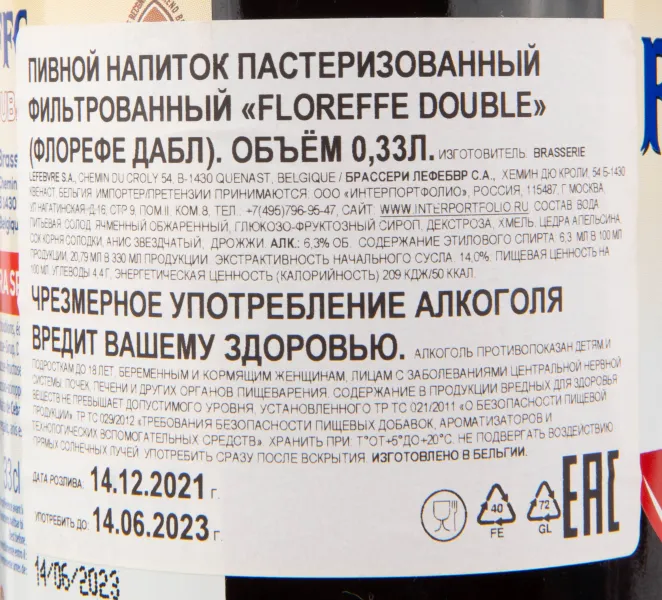 ПИВНОЙ НАПИТОК ПАСТЕРИЗОВАННЫЙ
ФИЛЬТРОВАННЫЙ «FLOREFFE DOUBLE»
(ФЛОРЕФЕ ДАБЛ). ОБЪЁМ 0,33Л. ИЗГОТОВИТЕЛЬ: BRASSERIE
LEFEBVRE S.A., CHEMIN DU CROLY 54, B-1430 QUENAST, BELGIQUE / БРАССЕРИ ЛЕФЕБВР С.А., ХЕМИН ДЮ КРОЛИ, 54 Б-1430
КВЕНАСТ. БЕЛЬГИЯ. ИМПОРТЕР/ПРЕТЕНЗИИ ПРИНИМАЮТСЯ: ООО «ИНТЕРПОРТФОЛИО», РОССИЯ, 115487, Г. МОСКВА,
УЛ НАГАТИНСКАЯ, Д.16, СТР 9, ПОМ.II, КОМ.8, ТЕЛ.: +7(495)796-95-47, САЙТ: WWW.INTERPORTFOLIO.RU СОСТАВ: ВОДА
ПИТЬЕВАЯ, СОЛОД ЯЧМЕННЫЙ ОБЖАРЕННЫЙ, ГЛЮКОЗО-ФРУКТОЗНЫЙ СИРОП, ДЕКСТРОЗА, ХМЕЛЬ, ЦЕДРА АПЕЛЬСИНА,
СОК КОРНЯ СОЛОДКИ, АНИС ЗВЕЗДЧАТЫЙ, ДРОЖЖИ. АЛК.: 6,3% ОБ. СОДЕРЖАНИЕ ЭТИЛОВОГО СПИРТА: 6,3 МЛ В 100 МЛ
ПРОДУКЦИИ, 20,79 МЛ В 330 МЛ ПРОДУКЦИИ. ЭКСТРАКТИВНОСТЬ НАЧАЛЬНОГО СУСЛА: 14,0%. ПИЩЕВАЯ ЦЕННОСТЬ НА
100 МЛ: УГЛЕВОДЫ 4.4 Г, ЭНЕРГЕТИЧЕСКАЯ ЦЕННОСТЬ (КАЛОРИЙНОСТЬ) 209 КДЖ/50 ККАЛ.
ЧРЕЗМЕРНОЕ УПОТРЕБЛЕНИЕ АЛКОГОЛЯ
ВРЕДИТ ВАШЕМУ ЗДОРОВЬЮ. АЛКОГОЛЬ ПРОТИВОПОКАЗАН ДЕТЯМ И
ПОДРОСТКАМ ДО 18 ЛЕТ, БЕРЕМЕННЫМ И КОРМЯЩИМ ЖЕНЩИНАМ, ЛИЦАМ С ЗАБОЛЕВАНИЯМИ ЦЕНТРАЛЬНОЙ НЕРВНОЙ
СИСТЕМЫ, ПОЧЕК, ПЕЧЕНИ И ДРУГИХ ОРГАНОВ ПИЩЕВАРЕНИЯ. СОДЕРЖАНИЕ В ПРОДУКЦИИ ВРЕДНЫХ ДЛЯ ЗДОРОВЬЯ
ВЕЩЕСТВ НЕ ПРЕВЫШАЕТ ДОПУСТИМОГО УРОВНЯ, УСТАНОВЛЕННОГО ТР ТС 021/2011 «О БЕЗОПАСНОСТИ ПИЩЕВОЙ
ПРОДУКЦИИ» ТР ТС 029/2012 «ТРЕБОВАНИЯ БЕЗОПАСНОСТИ ПИЩЕВЫХ ДОБАВОК, АРОМАТИЗАТОРОВ И
ТЕХНОЛОГИЧЕСКИХ ВСПОМОГАТЕЛЬНЫХ СРЕДСТВ». ХРАНИТЬ ПРИ: Т°ОТ+5°ДО+20°С. НЕ ПОДВЕРГАТЬ ВОЗДЕЙСТВИЮ
ПРЯМЫХ СОЛНЕЧНЫХ ЛУЧЕЙ. УПОТРЕБИТЬ СРАЗУ ПОСЛЕ ВСКРЫТИЯ. ИЗГОТОВЛЕНО В БЕЛЬГИИ.
ДАТА РОЗЛИВА: 14.12.2021 г.
УПОТРЕБИТЬ ДО: 14.06.2023 г.
40
FE
72
GL
EAC
14/06/2023